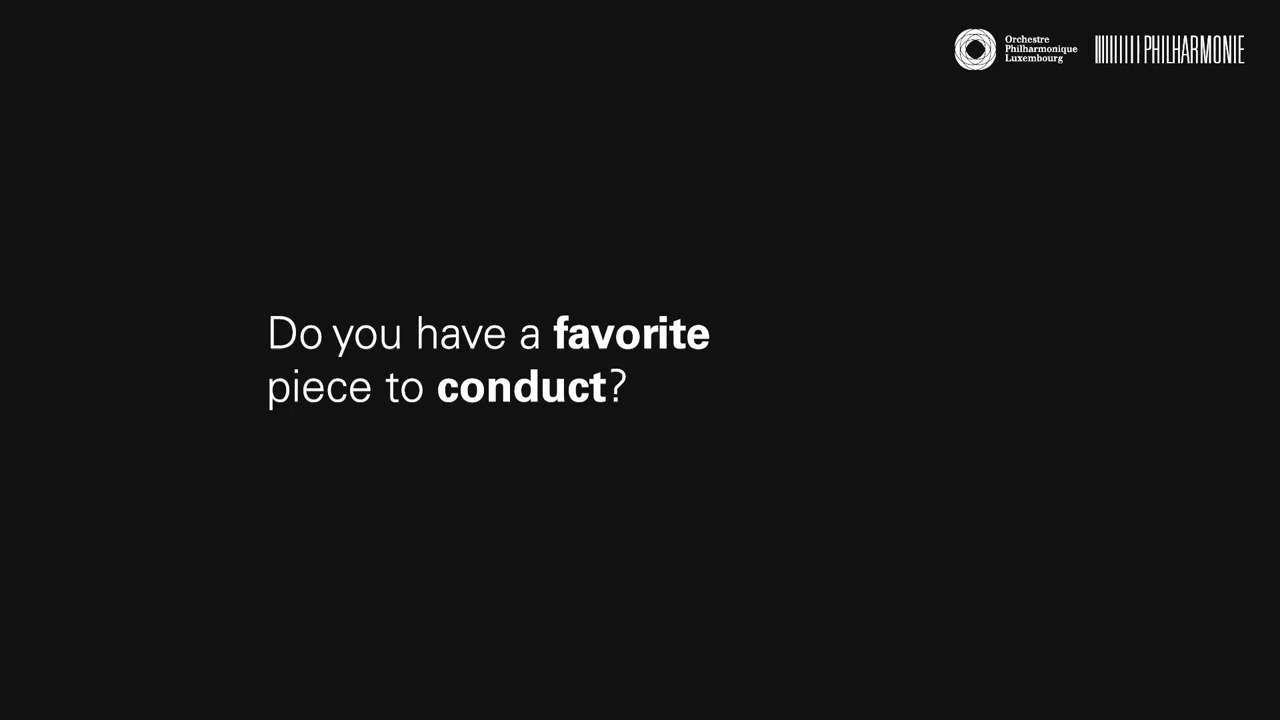 Orchestre
Philharmonique
Luxembourg
PHILHARMONIE
Do you have a favorite
piece to conduct?